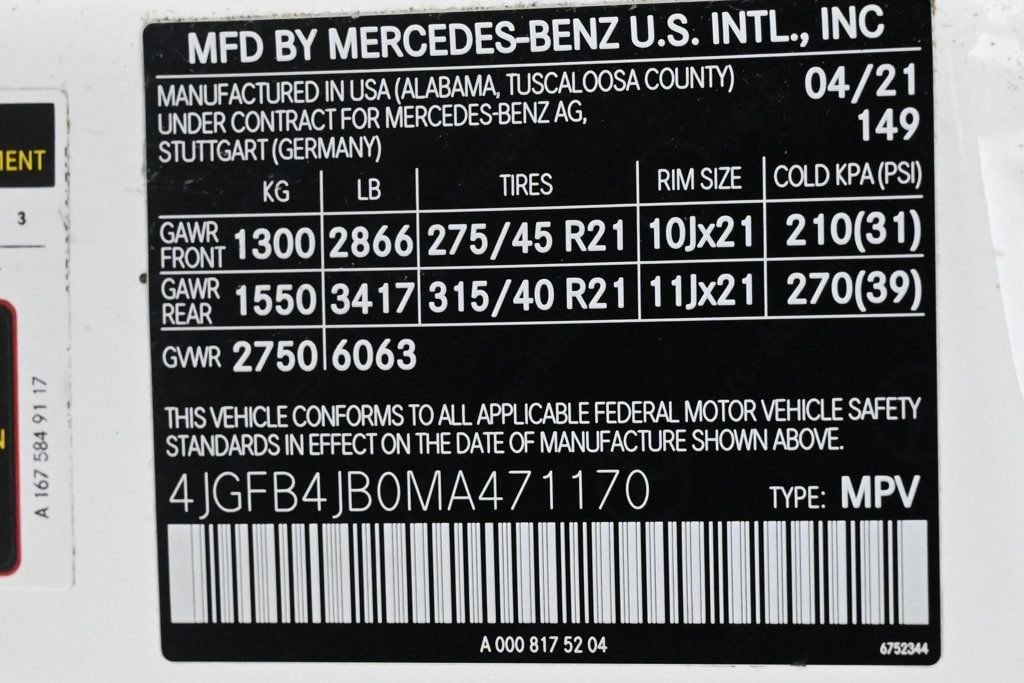 MFD BY MERCEDES-BENZ U.S. INTL., INC
MANUFACTURED IN USA (ALABAMA, TUSCALOOSA COUNTY) 04/21
UNDER CONTRACT FOR MERCEDES-BENZ AG, 149
STUTTGART (GERMANY)
KG LB TIRES RIM SIZE COLD KPA (PSI)
GAWR FRONT 1300 2866 275/45 R21 10Jx21 210(31)
GAWR REAR 1550 3417 315/40 R21 11Jx21 270(39)
GVWR 2750 6063
THIS VEHICLE CONFORMS TO ALL APPLICABLE FEDERAL MOTOR VEHICLE SAFETY
STANDARDS IN EFFECT ON THE DATE OF MANUFACTURE SHOWN ABOVE.
4JGFB4JB0MA471170 TYPE: MPV
A 000 817 52 04 6752344
3
A 167 584 91 17